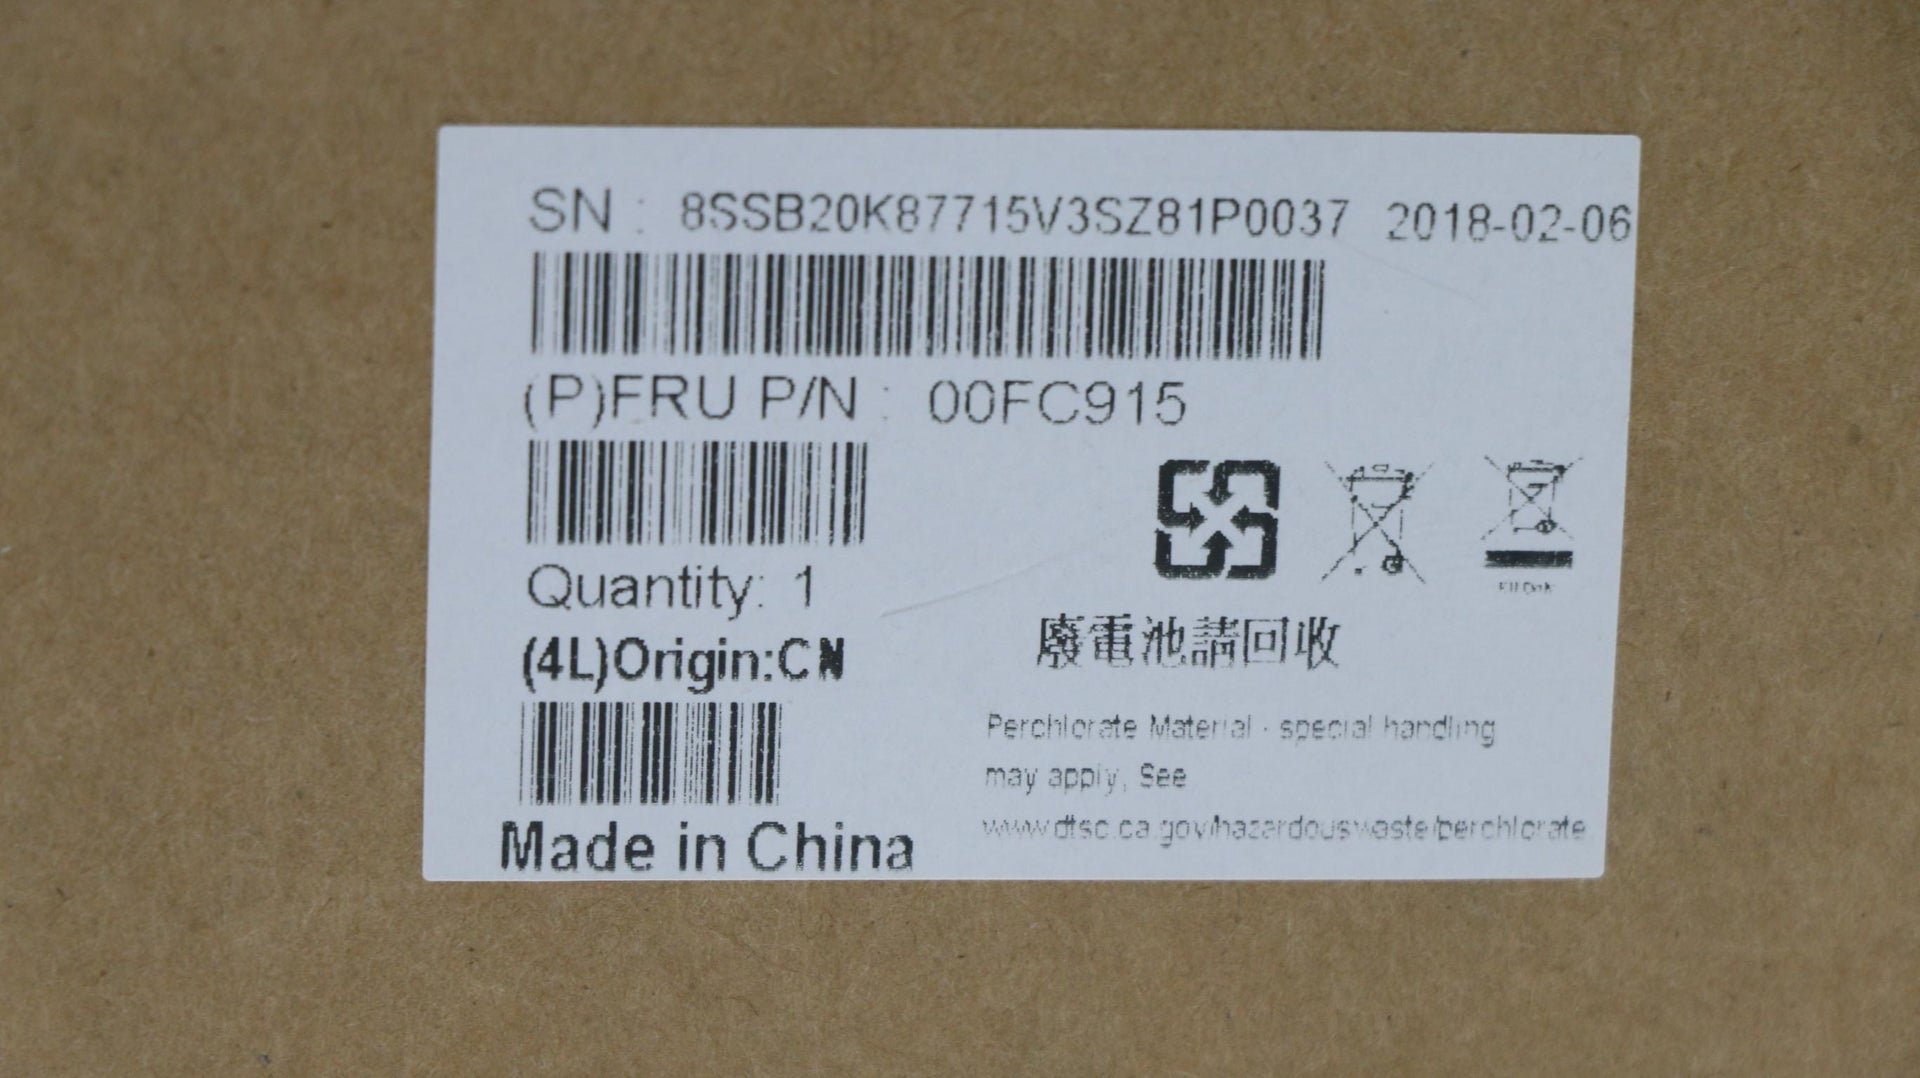 SN : 8SSB20K87715V3SZ81P0037 2018-02-06
(P)FRU P/N : 00FC915
Quantity: 1
(4L)Origin:CN
Made in China
廢電池請回收
Perchlorate Material - special handling
may apply, See
www.dtsc.ca.gov/hazardouswaste/perchlorate